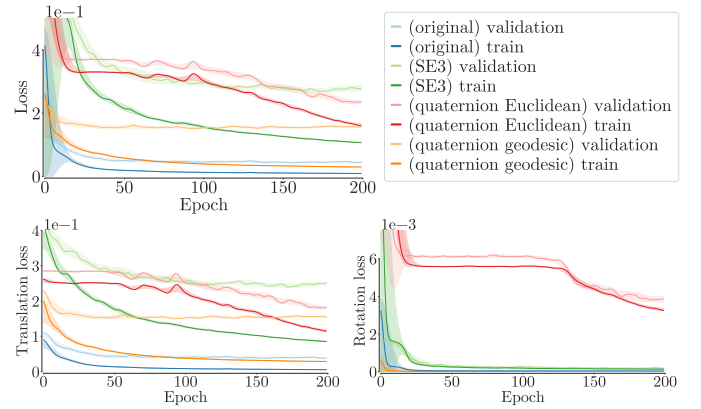 1e−1
4
2
0
Loss
0 50 100 150 200
Epoch
(original) validation
(original) train
(SE3) validation
(SE3) train
(quaternion Euclidean) validation
(quaternion Euclidean) train
(quaternion geodesic) validation
(quaternion geodesic) train
1e−1
4
3
2
1
0
Translation loss
0 50 100 150 200
Epoch
1e−3
6
4
2
0
Rotation loss
0 50 100 150 200
Epoch